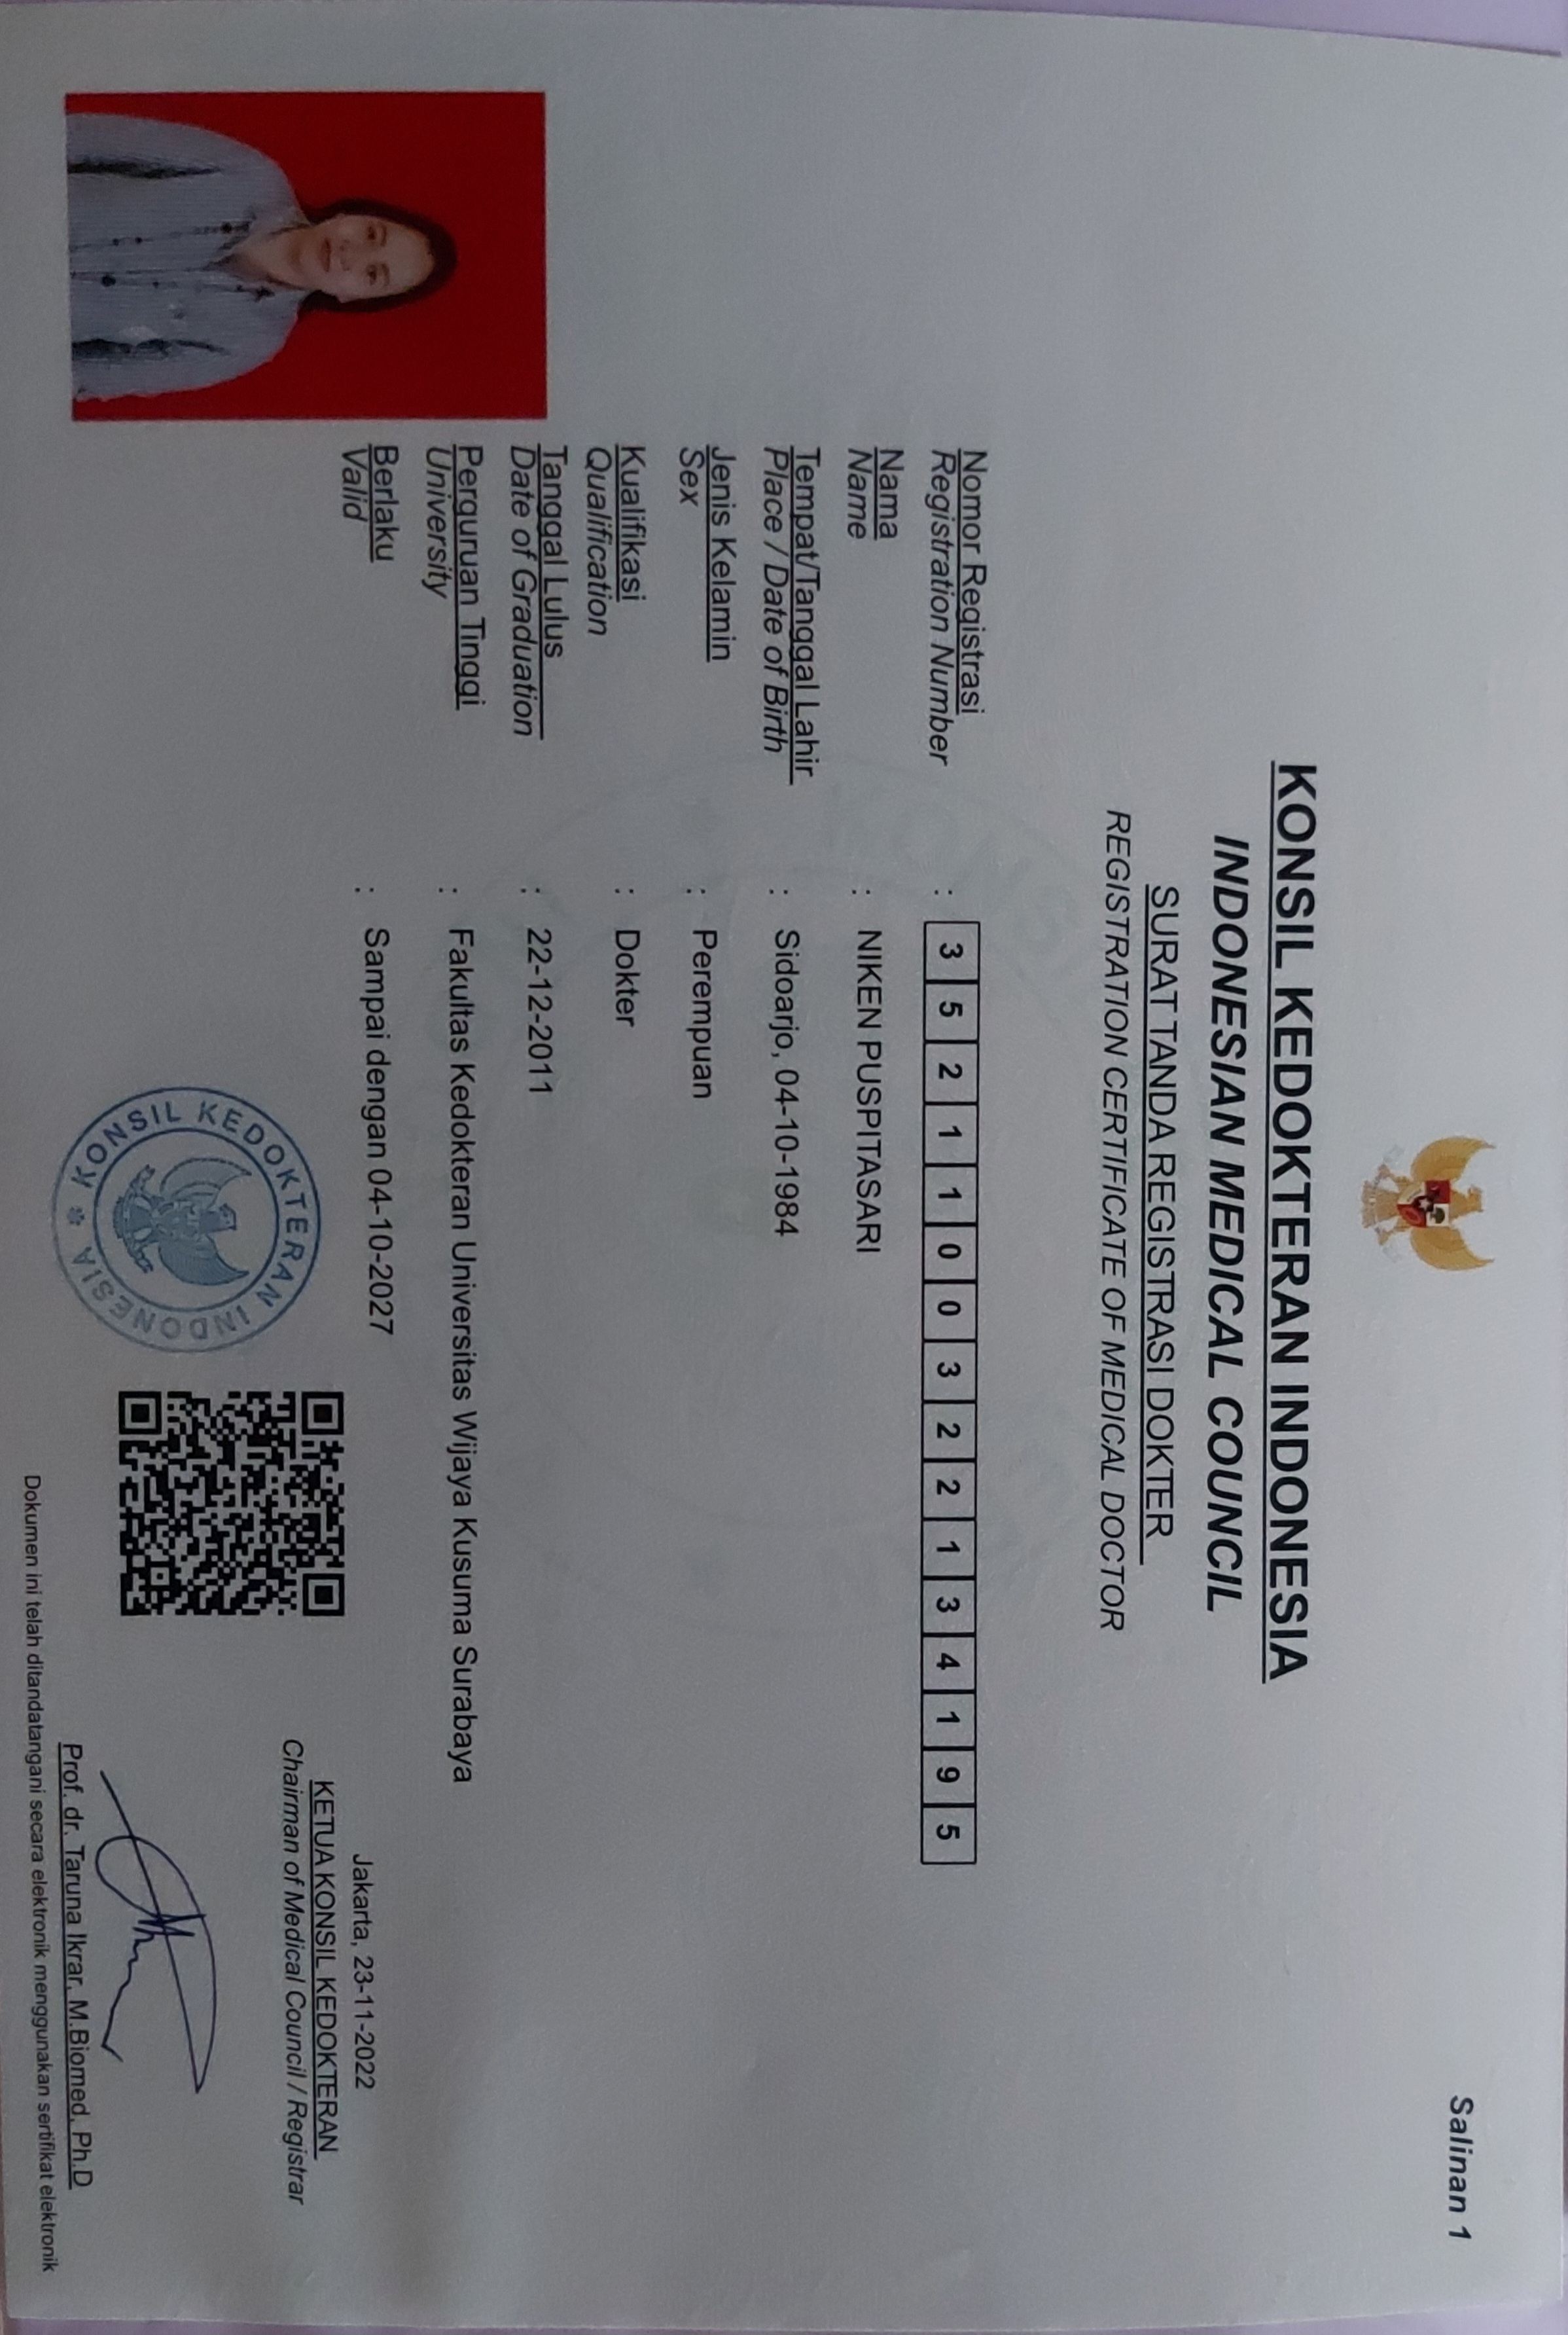 Salinan 1
KONSIL KEDOKTERAN INDONESIA
INDONESIAN MEDICAL COUNCIL
SURAT TANDA REGISTRASI DOKTER
REGISTRATION CERTIFICATE OF MEDICAL DOCTOR
Nomor Registrasi
Registration Number : 3 5 2 1 1 0 0 3 2 2 1 3 4 1 9 5
Nama
Name : NIKEN PUSPITASARI
Tempat/Tanggal Lahir
Place / Date of Birth : Sidoarjo, 04-10-1984
Jenis Kelamin
Sex : Perempuan
Kualifikasi
Qualification : Dokter
Tanggal Lulus
Date of Graduation : 22-12-2011
Perguruan Tinggi
University : Fakultas Kedokteran Universitas Wijaya Kusuma Surabaya
Berlaku
Valid : Sampai dengan 04-10-2027
KONSIL KEDOKTERAN INDONESIA
Jakarta, 23-11-2022
KETUA KONSIL KEDOKTERAN
Chairman of Medical Council / Registrar
Prof. dr. Taruna Ikrar, M.Biomed, Ph.D
Dokumen ini telah ditandatangani secara elektronik menggunakan sertifikat elektronik